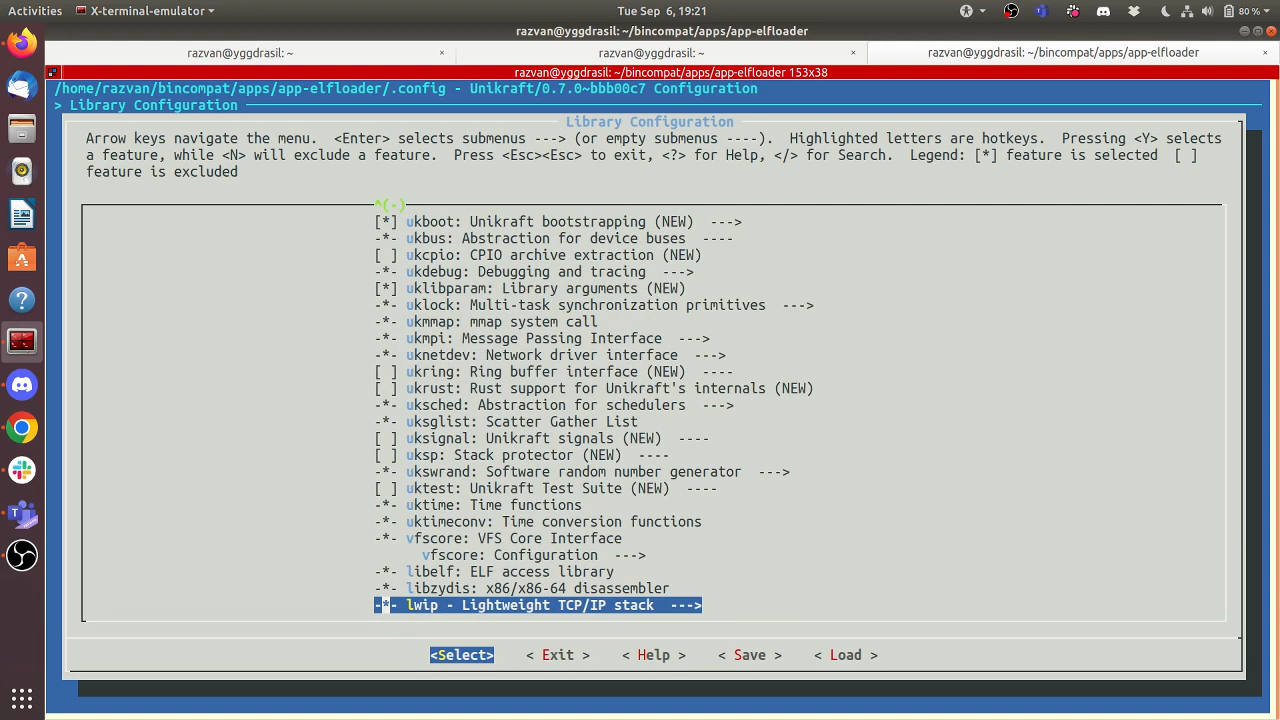 Activities X-terminal-emulator Tue Sep 6, 19:21 80 %
razvan@yggdrasil: ~/bincompat/apps/app-elfloader
razvan@yggdrasil: ~ × razvan@yggdrasil: ~ × razvan@yggdrasil: ~/bincompat/apps/app-elfloader ×
razvan@yggdrasil: ~/bincompat/apps/app-elfloader 153x38
/home/razvan/bincompat/apps/app-elfloader/.config - Unikraft/0.7.0~bbb00c7 Configuration
> Library Configuration
Library Configuration
Arrow keys navigate the menu. <Enter> selects submenus ---> (or empty submenus ----). Highlighted letters are hotkeys. Pressing <Y> selects
a feature, while <N> will exclude a feature. Press <Esc><Esc> to exit, <?> for Help, </> for Search. Legend: [*] feature is selected [ ]
feature is excluded
^(-)
[*] ukboot: Unikraft bootstrapping (NEW) --->
-*- ukbus: Abstraction for device buses ----
[ ] ukcpio: CPIO archive extraction (NEW)
-*- ukdebug: Debugging and tracing --->
[*] uklibparam: Library arguments (NEW)
-*- uklock: Multi-task synchronization primitives --->
-*- ukmmap: mmap system call
-*- ukmpi: Message Passing Interface --->
-*- uknetdev: Network driver interface --->
[ ] ukring: Ring buffer interface (NEW) ----
[ ] ukrust: Rust support for Unikraft's internals (NEW)
-*- uksched: Abstraction for schedulers --->
-*- uksglist: Scatter Gather List
[ ] uksignal: Unikraft signals (NEW) ----
[ ] uksp: Stack protector (NEW) ----
-*- ukswrand: Software random number generator --->
[ ] uktest: Unikraft Test Suite (NEW) ----
-*- uktime: Time functions
-*- uktimeconv: Time conversion functions
-*- vfscore: VFS Core Interface
vfscore: Configuration --->
-*- libelf: ELF access library
-*- libzydis: x86/x86-64 disassembler
-*- lwip - Lightweight TCP/IP stack --->
<Select> < Exit > < Help > < Save > < Load >